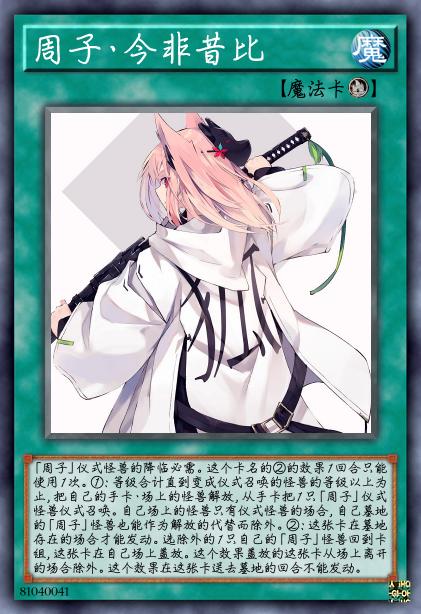 周子·今非昔比
魔
【魔法卡】
「周子」仪式怪兽的降临必需。这个卡名的②的效果1回合只能
使用1次。①：等级合计直到变成仪式召唤的怪兽的等级以上为
止，把自己的手卡·场上的怪兽解放，从手卡把1只「周子」仪式
怪兽仪式召唤。自己场上的怪兽只有仪式怪兽的场合，自己墓地
的「周子」怪兽也能作为解放的代替而除外。②：这张卡在墓地
存在的场合才能发动。选除外的1只自己的「周子」怪兽回到卡
组，这张卡在自己场上盖放。这个效果盖放的这张卡从场上离开
的场合除外。这个效果在这张卡送去墓地的回合不能发动。
81040041